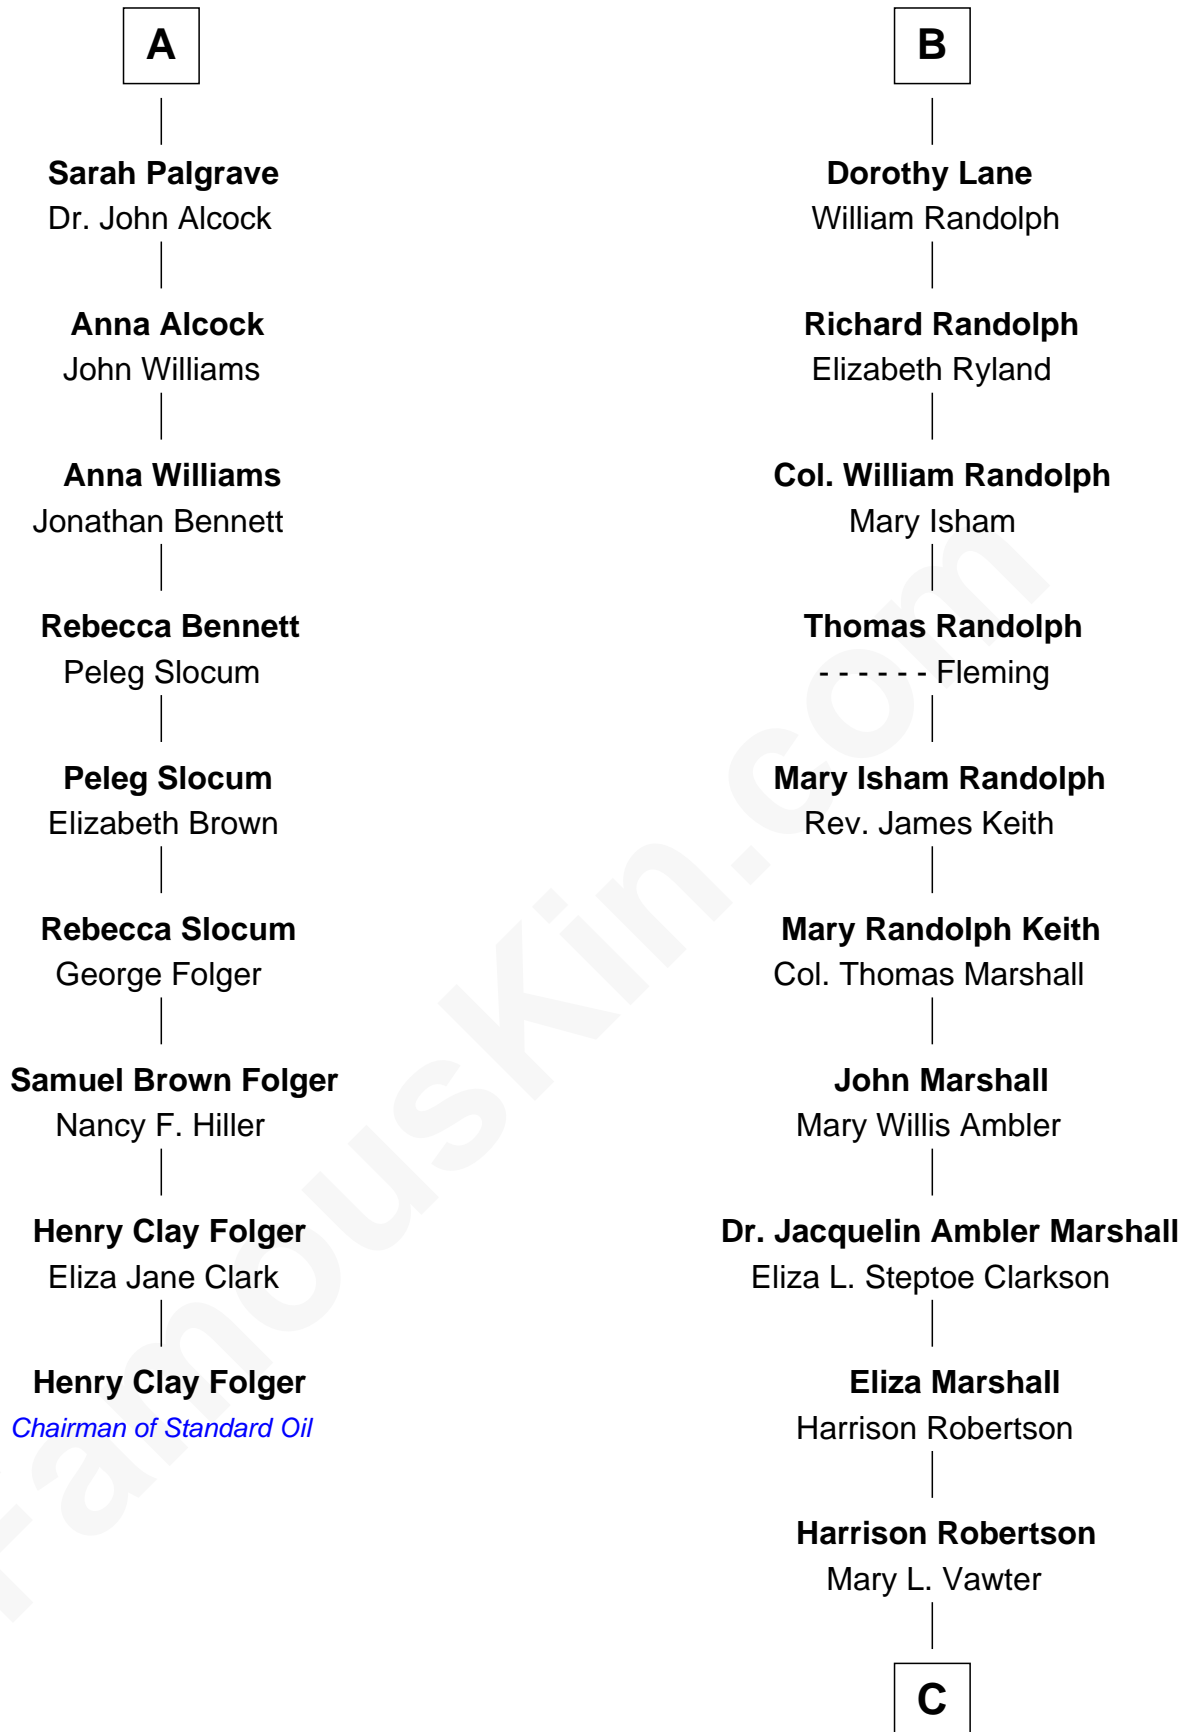 A
Sarah Palgrave
Dr. John Alcock
Anna Alcock
John Williams
Anna Williams
Jonathan Bennett
Rebecca Bennett
Peleg Slocum
Peleg Slocum
Elizabeth Brown
Rebecca Slocum
George Folger
Samuel Brown Folger
Nancy F. Hiller
Henry Clay Folger
Eliza Jane Clark
Henry Clay Folger
Chairman of Standard Oil
B
Dorothy Lane
William Randolph
Richard Randolph
Elizabeth Ryland
Col. William Randolph
Mary Isham
Thomas Randolph
- - - - - - Fleming
Mary Isham Randolph
Rev. James Keith
Mary Randolph Keith
Col. Thomas Marshall
John Marshall
Mary Willis Ambler
Dr. Jacquelin Ambler Marshall
Eliza L. Steptoe Clarkson
Eliza Marshall
Harrison Robertson
Harrison Robertson
Mary L. Vawter
C
FamousKin.com